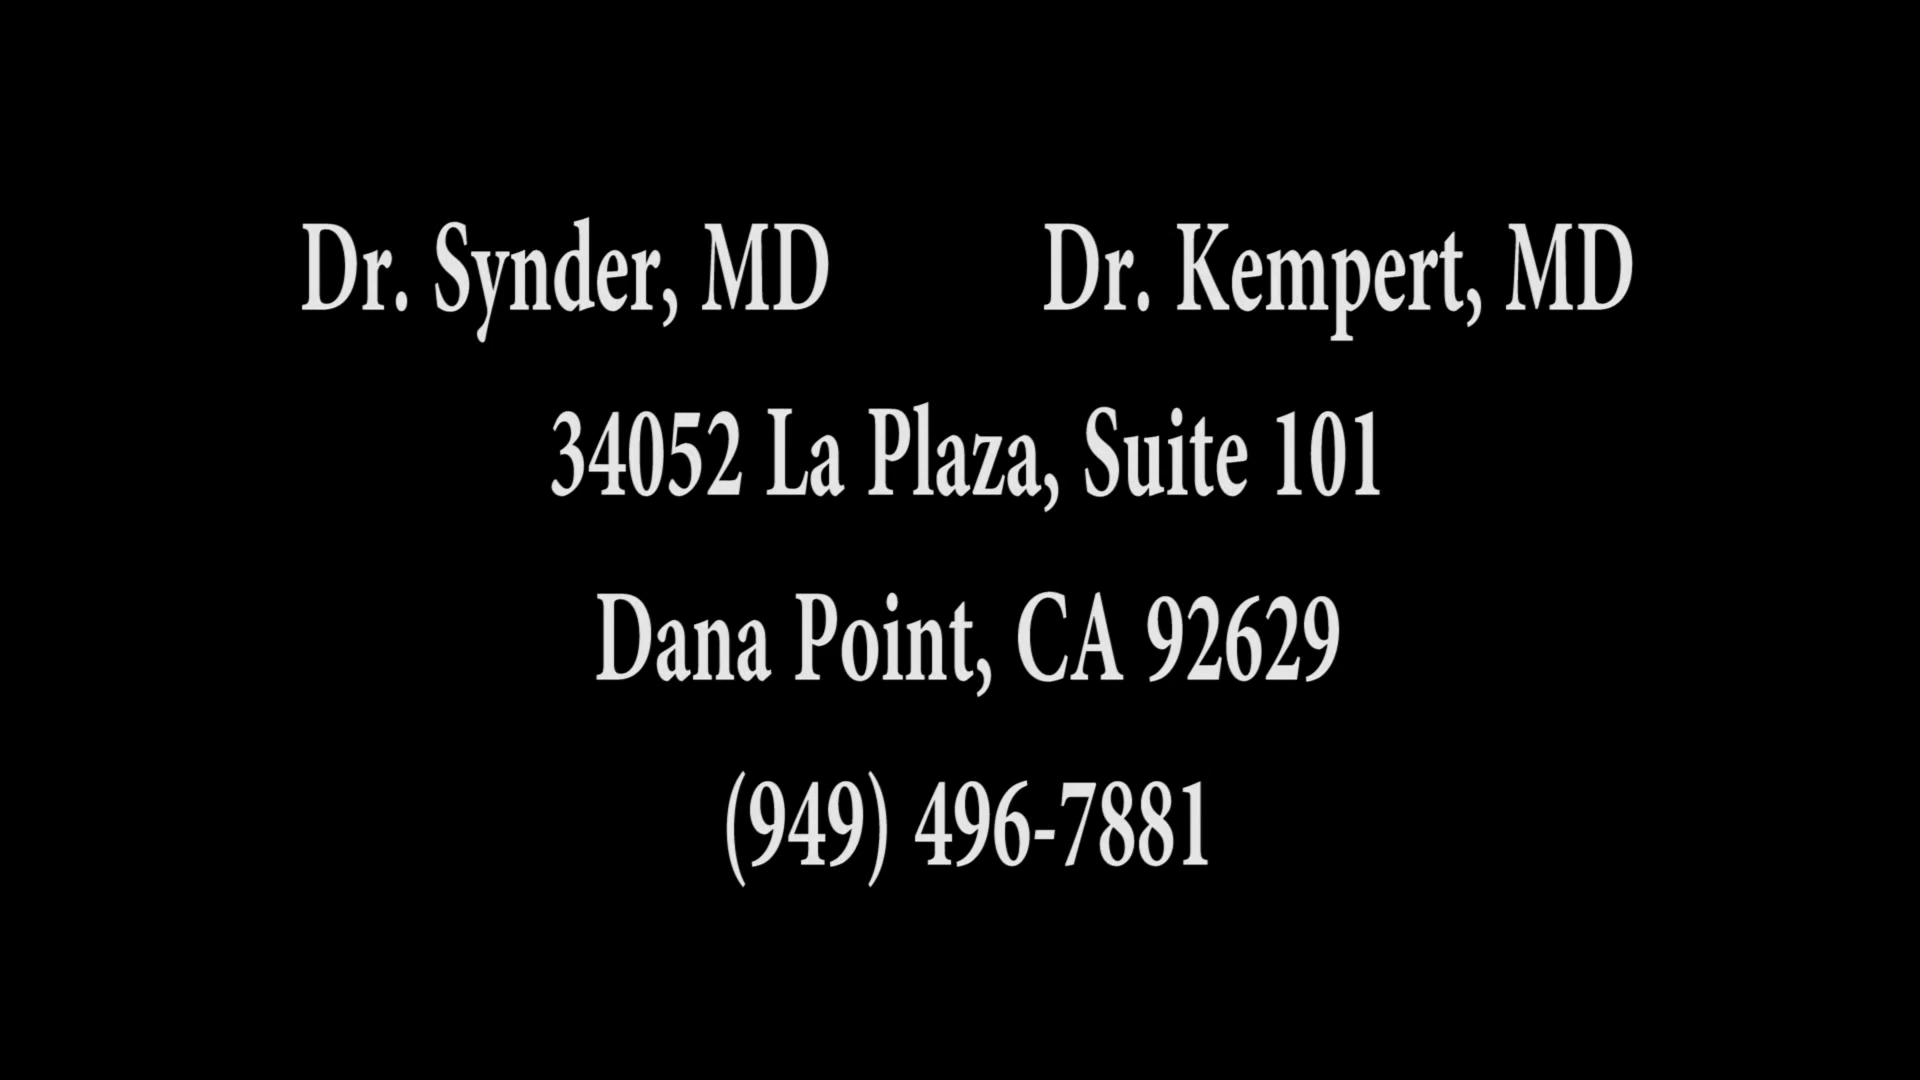 Dr. Synder, MD Dr. Kempert, MD
34052 La Plaza, Suite 101
Dana Point, CA 92629
(949) 496-7881